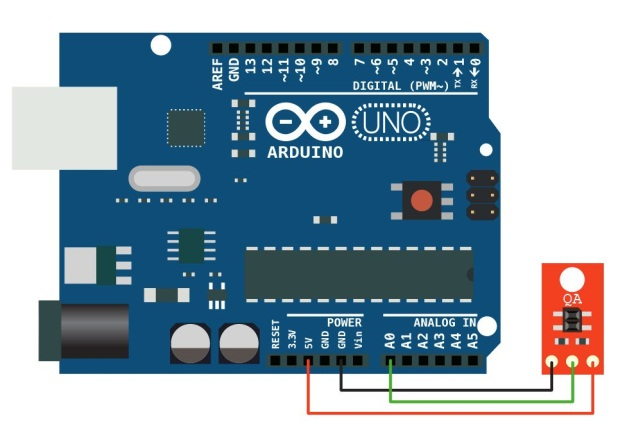 AREF
GND
13
12
~11
~10
~9
8
7
~6
~5
4
~3
2
TX→1
RX←0
DIGITAL (PWM~)
UNO
ARDUINO
QA
POWER
ANALOG IN
RESET
3.3V
5V
GND
GND
Vin
A0
A1
A2
A3
A4
A5